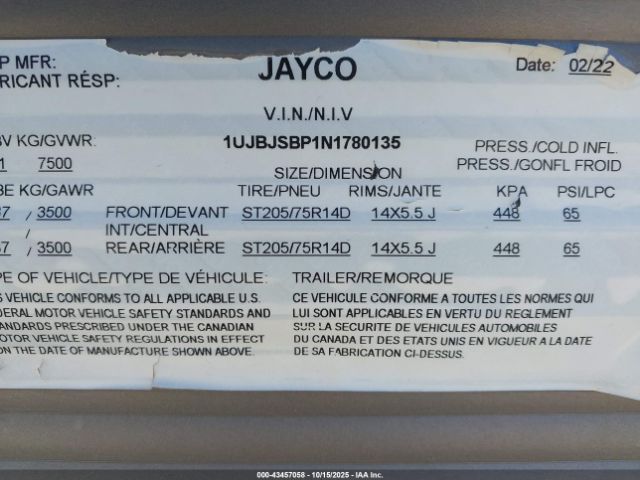 P MFR: JAYCO Date: 02/22
RICANT RÉSP:
V.I.N./N.I.V
V KG/GVWR: 1UJBJSBP1N1780135 PRESS./COLD INFL.
1 7500 SIZE/DIMENSION PRESS./GONFL FROID
E KG/GAWR TIRE/PNEU RIMS/JANTE KPA PSI/LPC
7 / 3500 FRONT/DEVANT ST205/75R14D 14X5.5 J 448 65
/ INT/CENTRAL
7 / 3500 REAR/ARRIÈRE ST205/75R14D 14X5.5 J 448 65
PE OF VEHICLE/TYPE DE VÉHICULE: TRAILER/REMORQUE
S VEHICLE CONFORMS TO ALL APPLICABLE U.S. CE VÉHICULE CONFORME A TOUTES LES NORMES QUI
DERAL MOTOR VEHICLE SAFETY STANDARDS AND LUI SONT APPLICABLES EN VERTU DU REGLEMENT
ANDARDS PRESCRIBED UNDER THE CANADIAN SUR LA SECURITE DE VEHICULES AUTOMOBILES
OTOR VEHICLE SAFETY REGULATIONS IN EFFECT DU CANADA ET DES ETATS UNIS EN VIGUEUR A LA DATE
N THE DATE OF MANUFACTURE SHOWN ABOVE. DE SA FABRICATION CI-DESSUS.
000-43457058 - 10/15/2025 - IAA Inc.